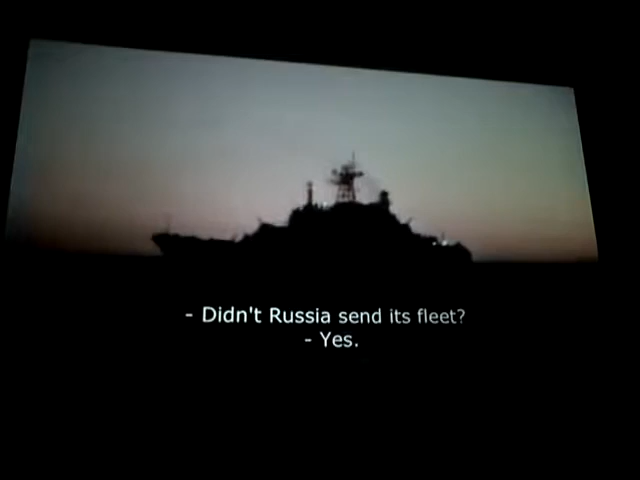 - Didn't Russia send its fleet?
- Yes.